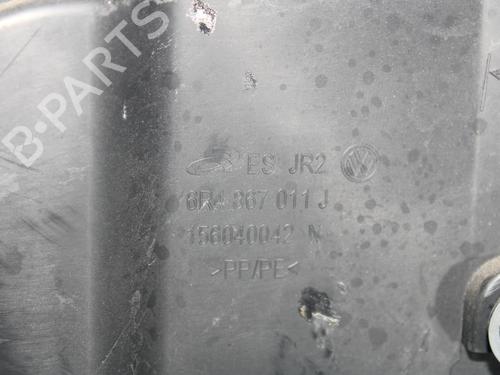 B-PARTS
ES JR2
6R4 867 011 J
156040042 N
>PP/PE<